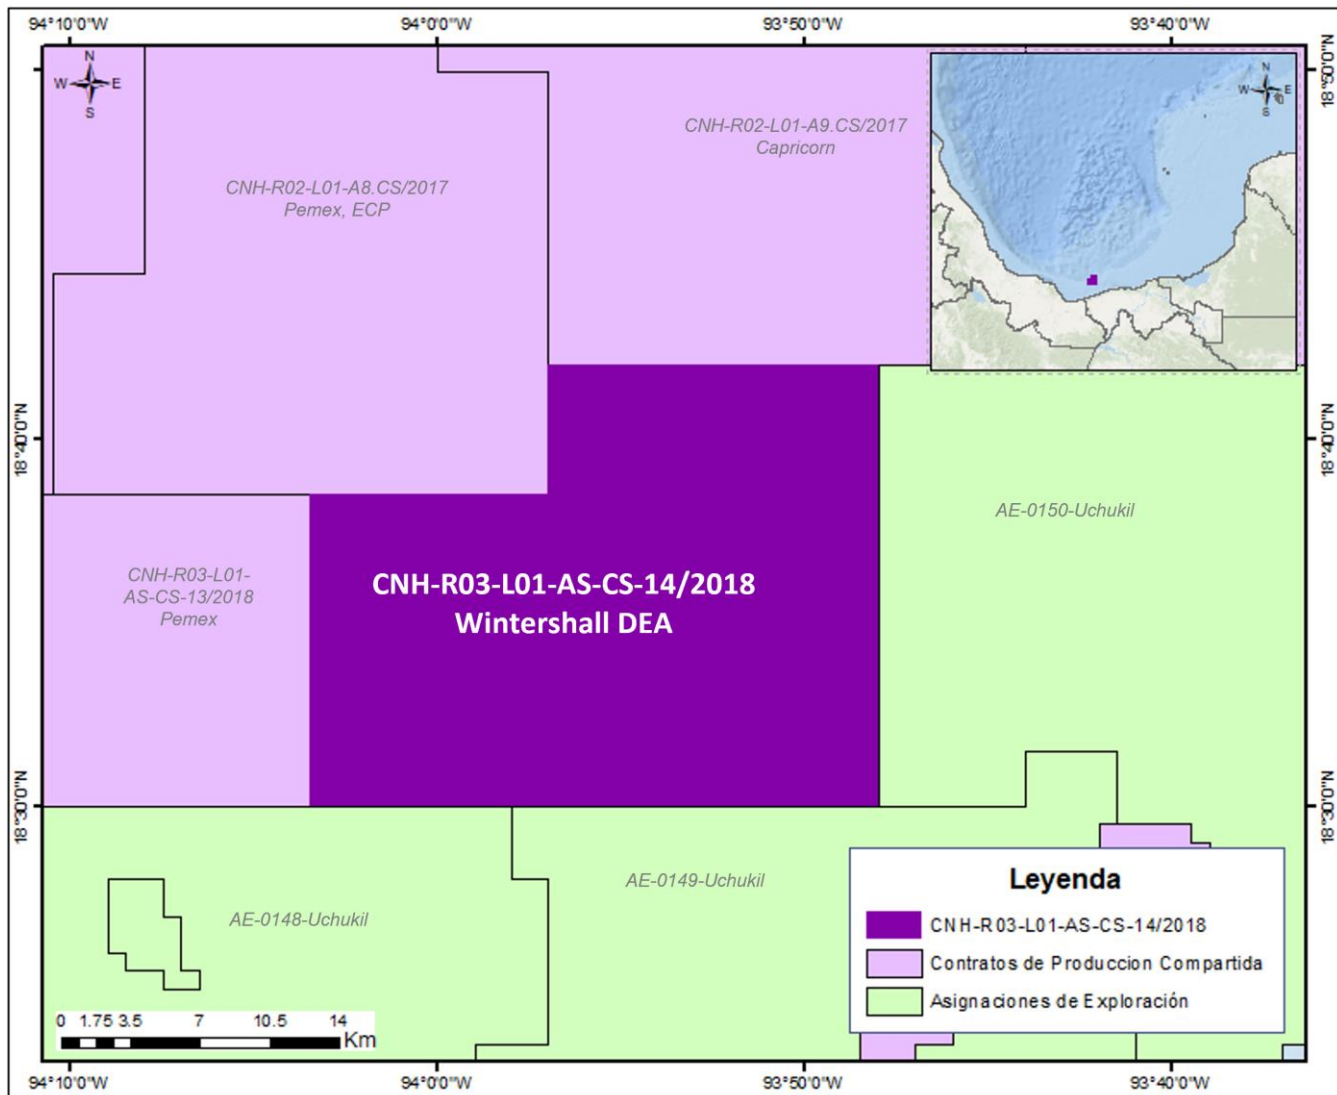 94°10'0"W
94°0'0"W
93°50'0"W
93°40'0"W
N
W E
S
N
W E
18°50'0"N
CNH-R02-L01-A9.CS/2017
Capricorn
CNH-R02-L01-A8.CS/2017
Pemex, ECP
18°40'0"N
18°40'0"N
AE-0150-Uchukil
CNH-R03-L01-
AS-CS-13/2018
Pemex
CNH-R03-L01-AS-CS-14/2018
Wintershall DEA
18°30'0"N
18°30'0"N
AE-0149-Uchukil
AE-0148-Uchukil
Leyenda
CNH-R03-L01-AS-CS-14/2018
Contratos de Produccion Compartida
Asignaciones de Exploración
0 1.75 3.5 7 10.5 14
Km
94°10'0"W
94°0'0"W
93°50'0"W
93°40'0"W